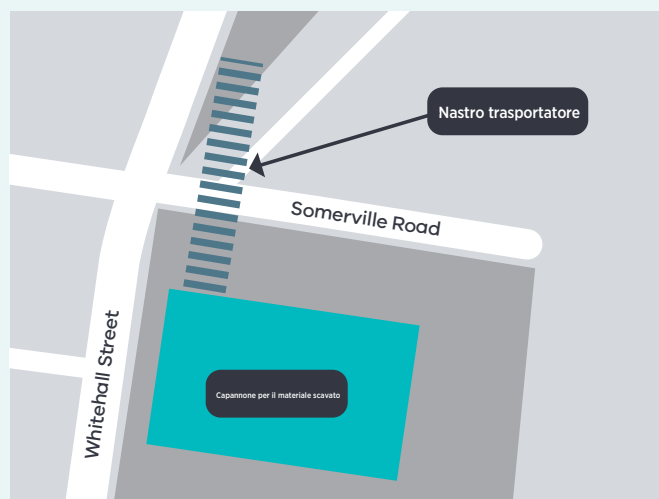 Nastro trasportatore
Somerville Road
Whitehall Street
Capannone per il materiale scavato